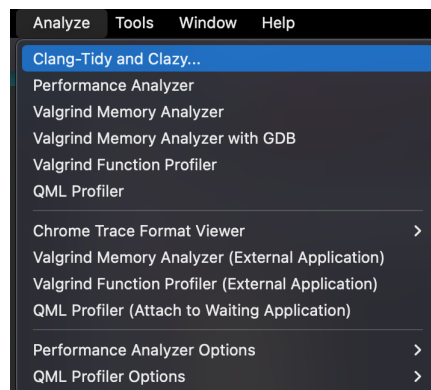 Analyze Tools Window Help
Clang-Tidy and Clazy...
Performance Analyzer
Valgrind Memory Analyzer
Valgrind Memory Analyzer with GDB
Valgrind Function Profiler
QML Profiler
Chrome Trace Format Viewer
Valgrind Memory Analyzer (External Application)
Valgrind Function Profiler (External Application)
QML Profiler (Attach to Waiting Application)
Performance Analyzer Options
QML Profiler Options